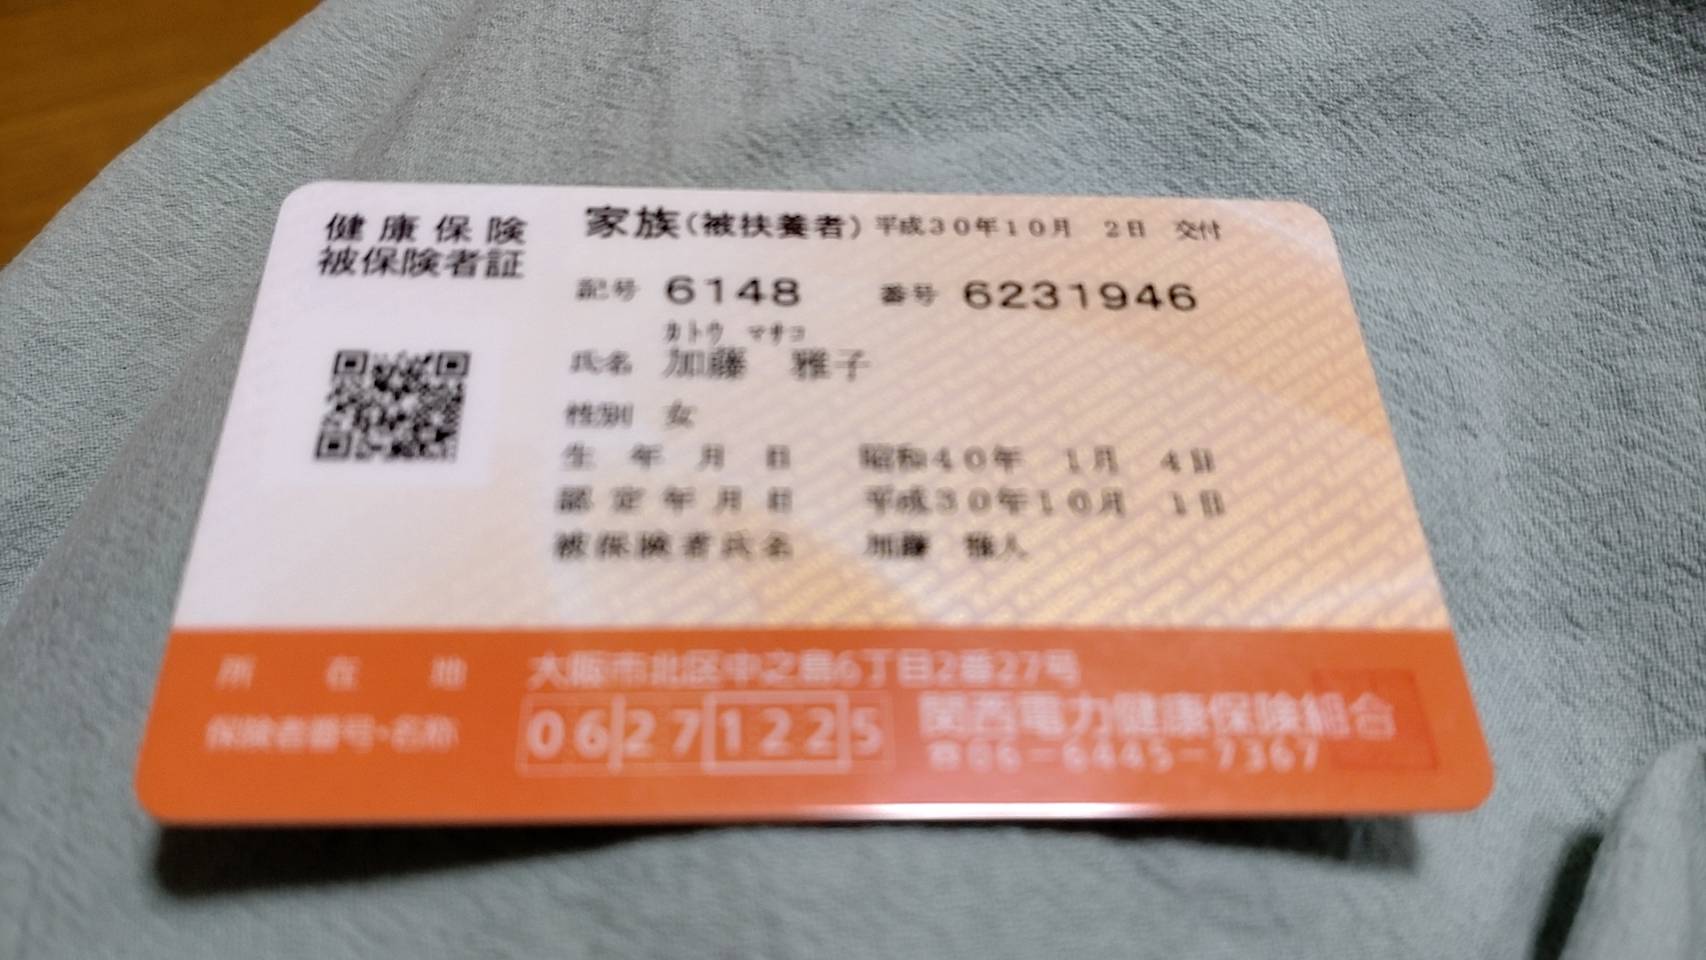 健康保険
被保険者証
家族(被扶養者) 平成30年10月 2日 交付
記号 6148 番号 6231946
カトウ マサコ
氏名 加藤 雅子
性別 女
生年月日 昭和40年 1月 4日
認定年月日 平成30年10月 1日
被保険者氏名 加藤 雅人
所在地 大阪市北区中之島6丁目2番27号
保険者番号・名称 06271225 関西電力健康保険組合
☎06-6445-7367